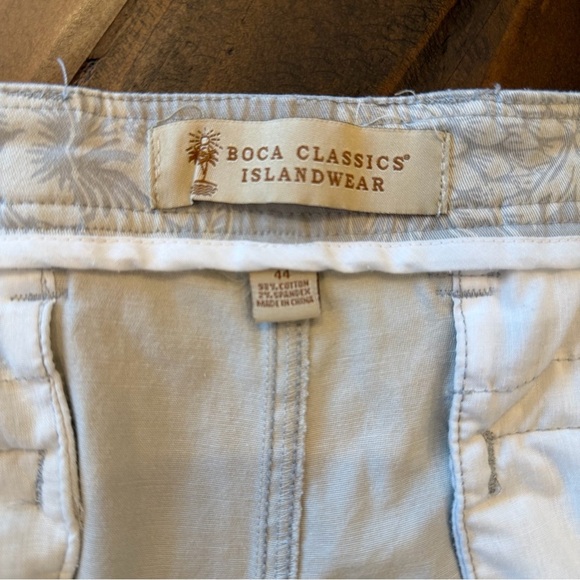 BOCA CLASSICS®
ISLANDWEAR
44
98% COTTON
2% SPANDEX
MADE IN CHINA